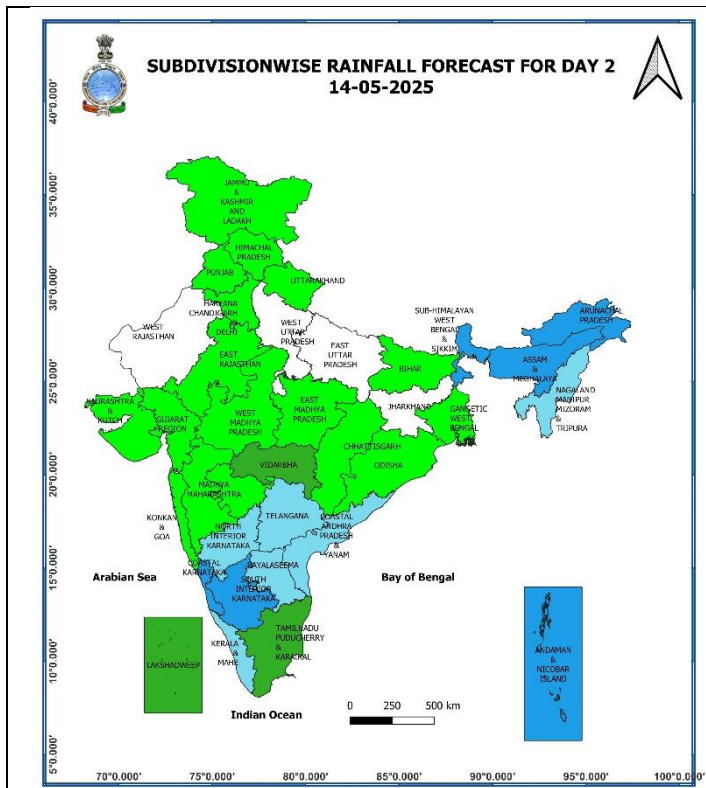 SUBDIVISIONWISE RAINFALL FORECAST FOR DAY 2
14-05-2025
40°0.000'
35°0.000'
30°0.000'
25°0.000'
20°0.000'
15°0.000'
10°0.000'
5°0.000'
JAMMU
&
KASHMIR
AND
LADAKH
HIMACHAL
PRADESH
PUNJAB
UTTARAKHAND
HARYANA
CHANDIGARH
&
DELHI
WEST
RAJASTHAN
WEST
UTTAR
PRADESH
EAST
UTTAR
PRADESH
SUB-HIMALAYAN
WEST
BENGAL
&
SIKKIM
ARUNACHAL
PRADESH
ASSAM
&
MEGHALAYA
NAGALAND
MANIPUR
MIZORAM
&
TRIPURA
EAST
RAJASTHAN
BIHAR
SAURASHTRA
& KUTCH
GUJARAT
REGION
WEST
MADHYA
PRADESH
EAST
MADHYA
PRADESH
JHARKHAND
GANGETIC
WEST
BENGAL
CHHATTISGARH
ODISHA
VIDARBHA
MADHYA
MAHARASHTRA
KONKAN
&
GOA
TELANGANA
NORTH
INTERIOR
KARNATAKA
COASTAL
ANDHRA
PRADESH
&
YANAM
RAYALASEEMA
COASTAL
KARNATAKA
SOUTH
INTERIOR
KARNATAKA
Arabian Sea
Bay of Bengal
TAMILNADU
PUDUCHERRY
&
KARAIKAL
KERALA
&
MAHE
LAKSHADWEEP
ANDAMAN
&
NICOBAR
ISLAND
Indian Ocean
0 250 500 km
70°0.000' 75°0.000' 80°0.000' 85°0.000' 90°0.000' 95°0.000' 100°0.000'